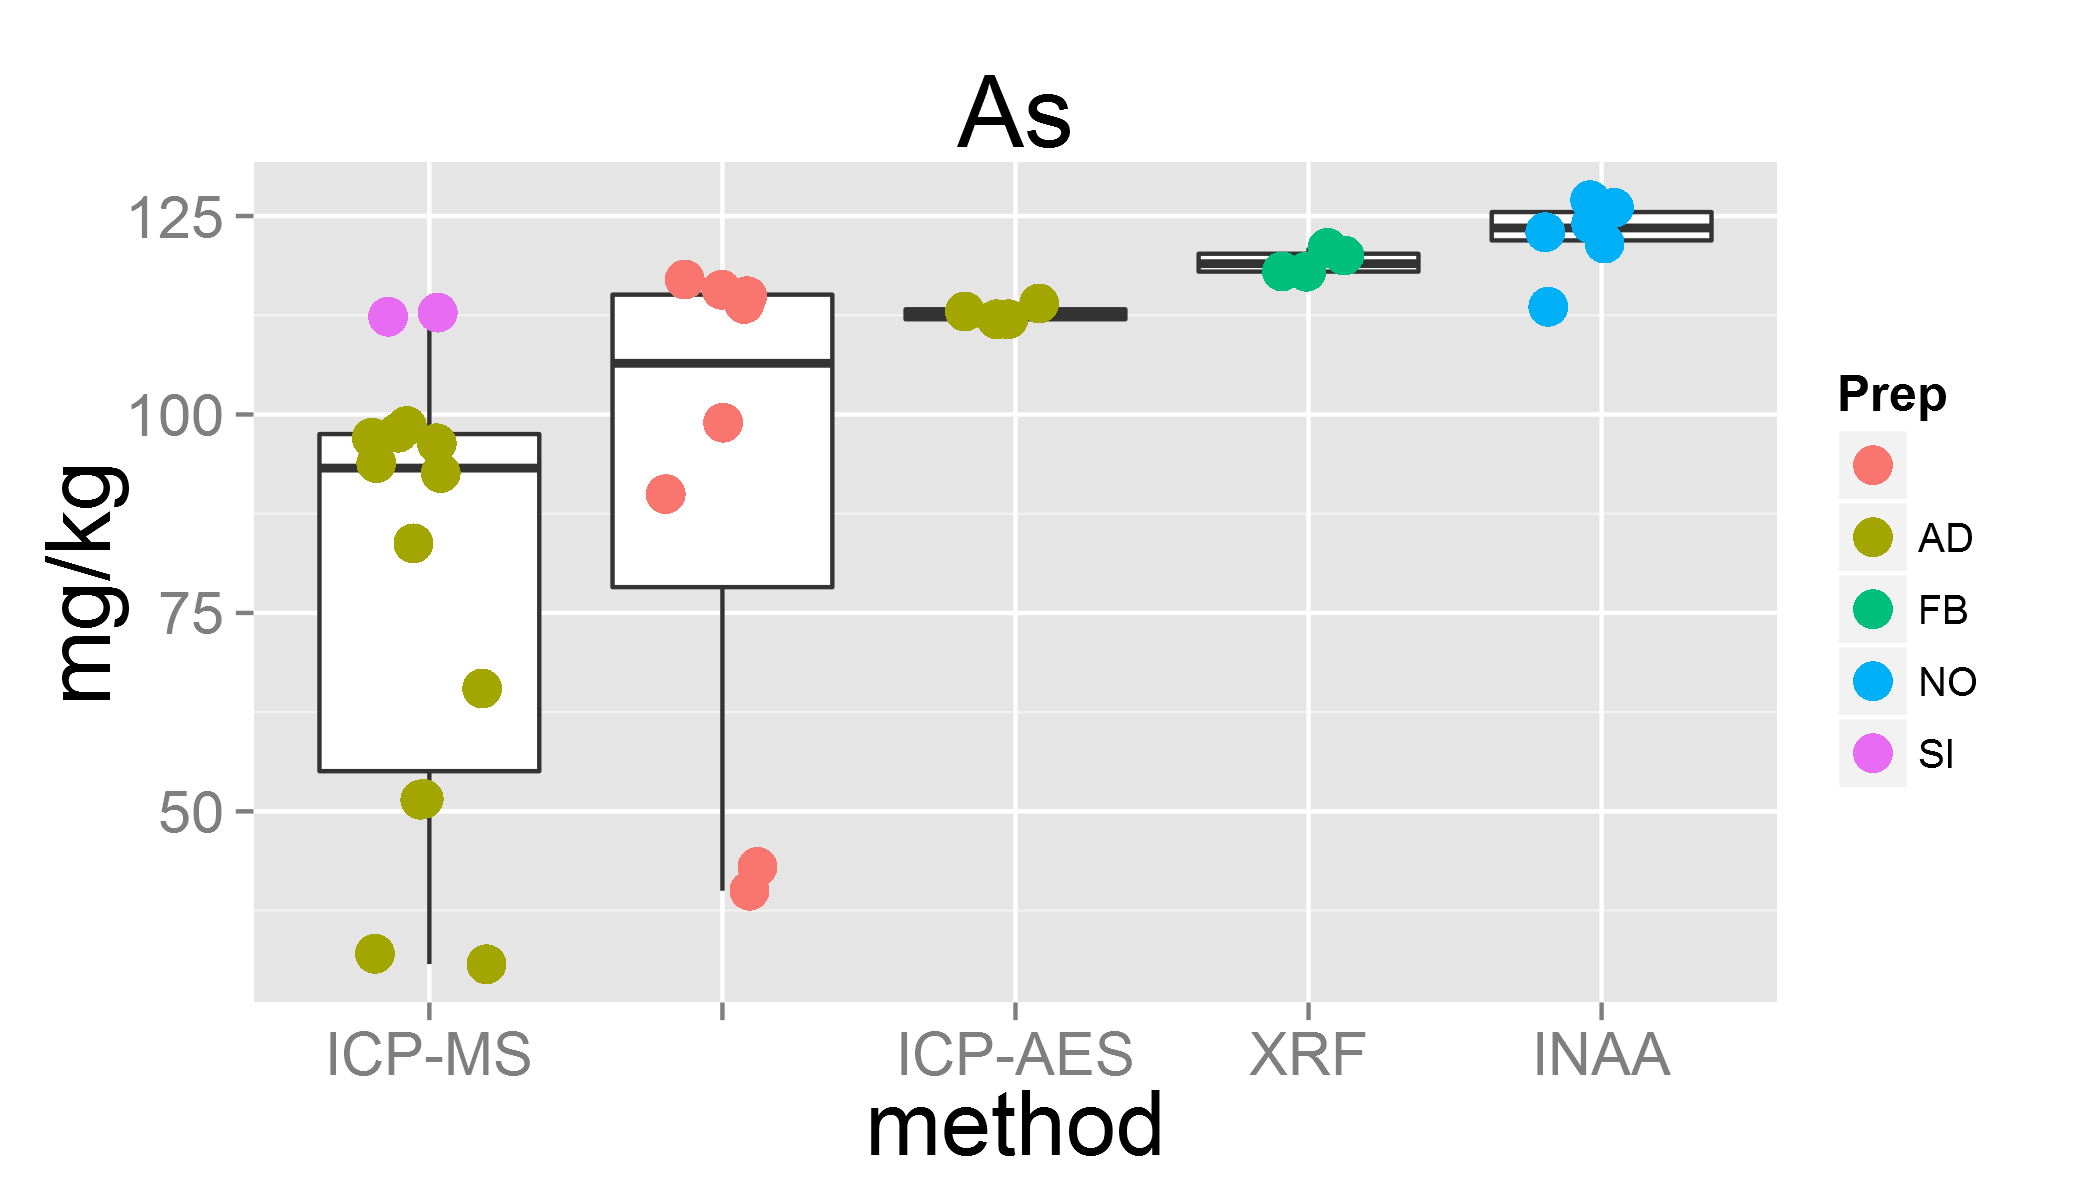 As
mg/kg
125
100
75
50
ICP-MS
ICP-AES
XRF
INAA
method
Prep
AD
FB
NO
SI